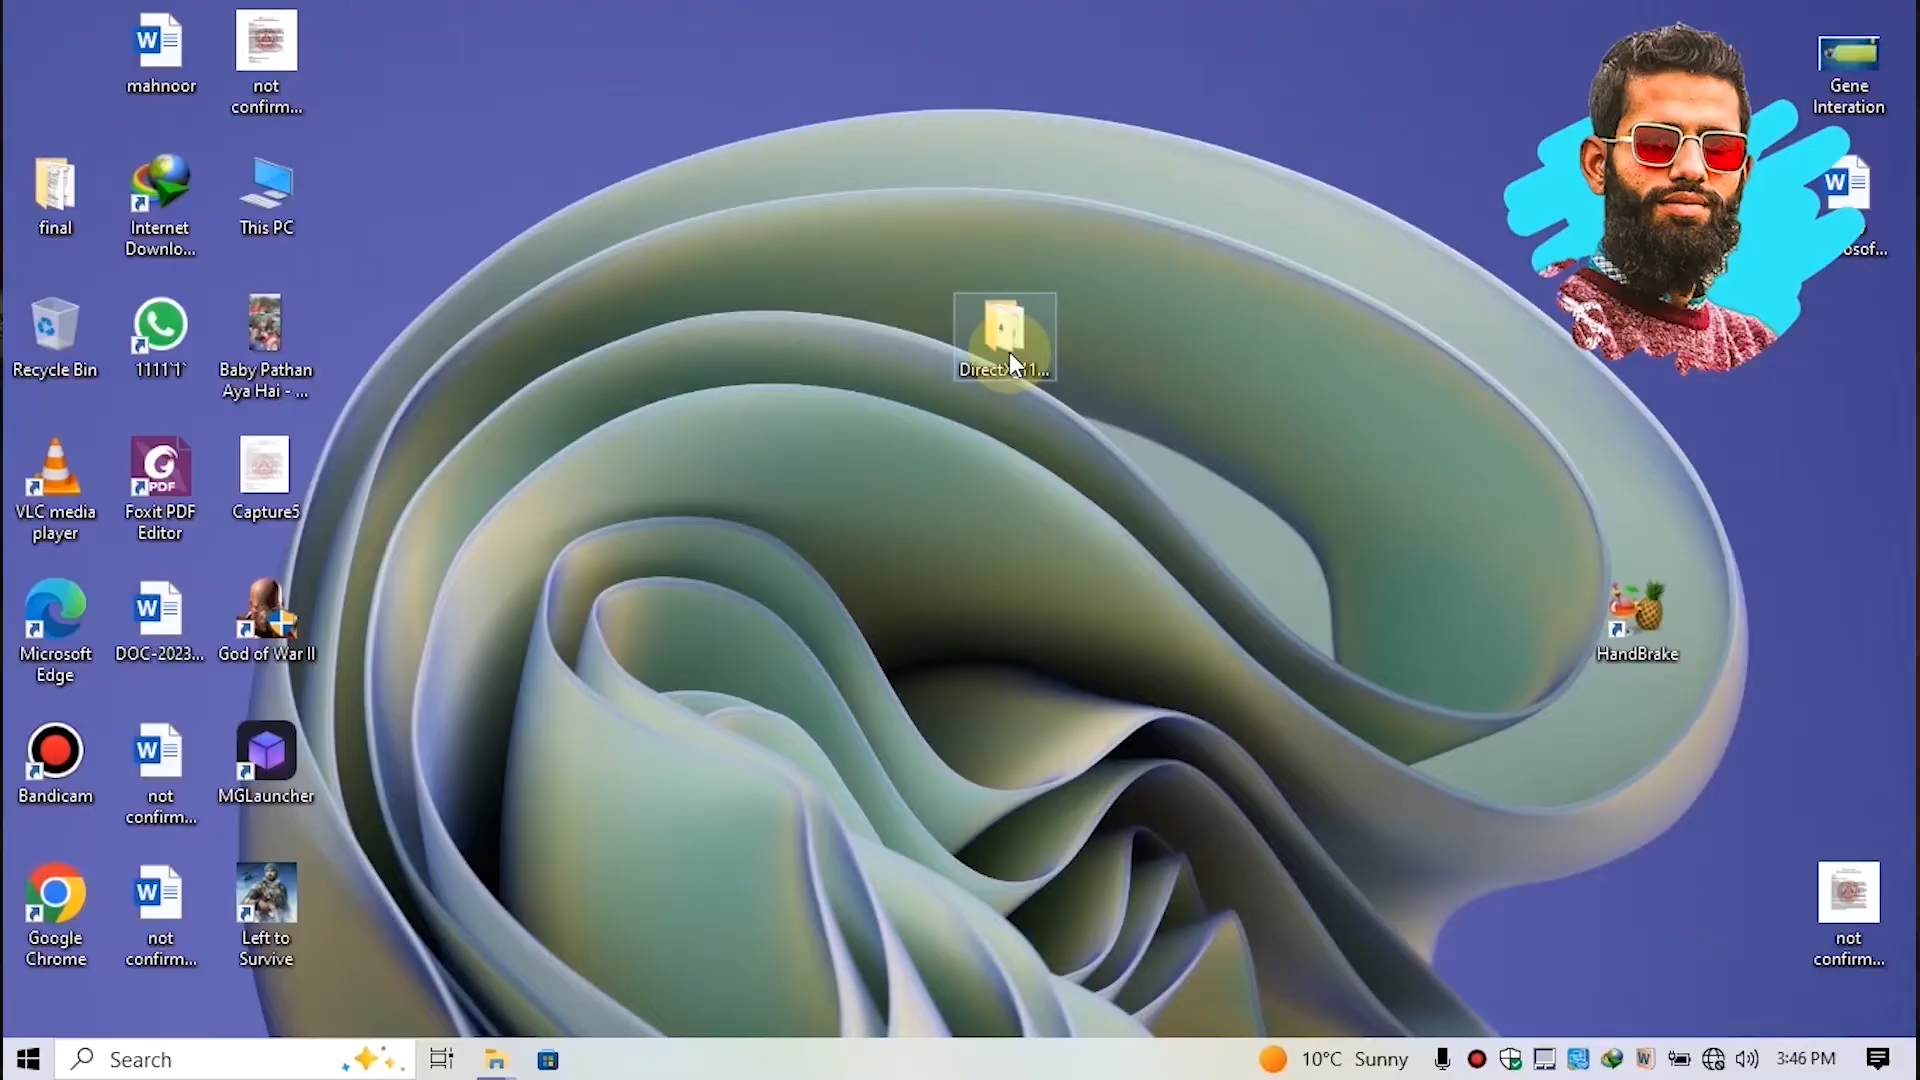 mahnoor
not
confirm...
Gene
Interation
final
Internet
Downlo...
This PC
osof...
Recycle Bin
1111`1`
Baby Pathan
Aya Hai - ...
VLC media
player
PDF
Foxit PDF
Editor
Capture5
Microsoft
Edge
DOC-2023...
God of War II
HandBrake
Bandicam
not
confirm...
MGLauncher
Google
Chrome
not
confirm...
Left to
Survive
not
confirm...
Search
10°C Sunny
3:46 PM